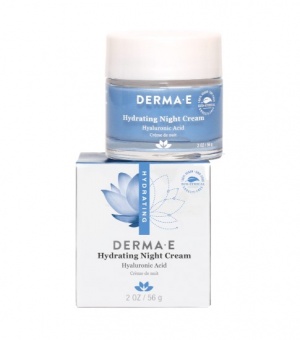 DERMA·E
Hydrating Night Cream
Hyaluronic Acid
Crème de nuit
HYDRATING
DERMA·E
Hydrating Night Cream
Hyaluronic Acid
Crème de nuit
2 OZ / 56 g